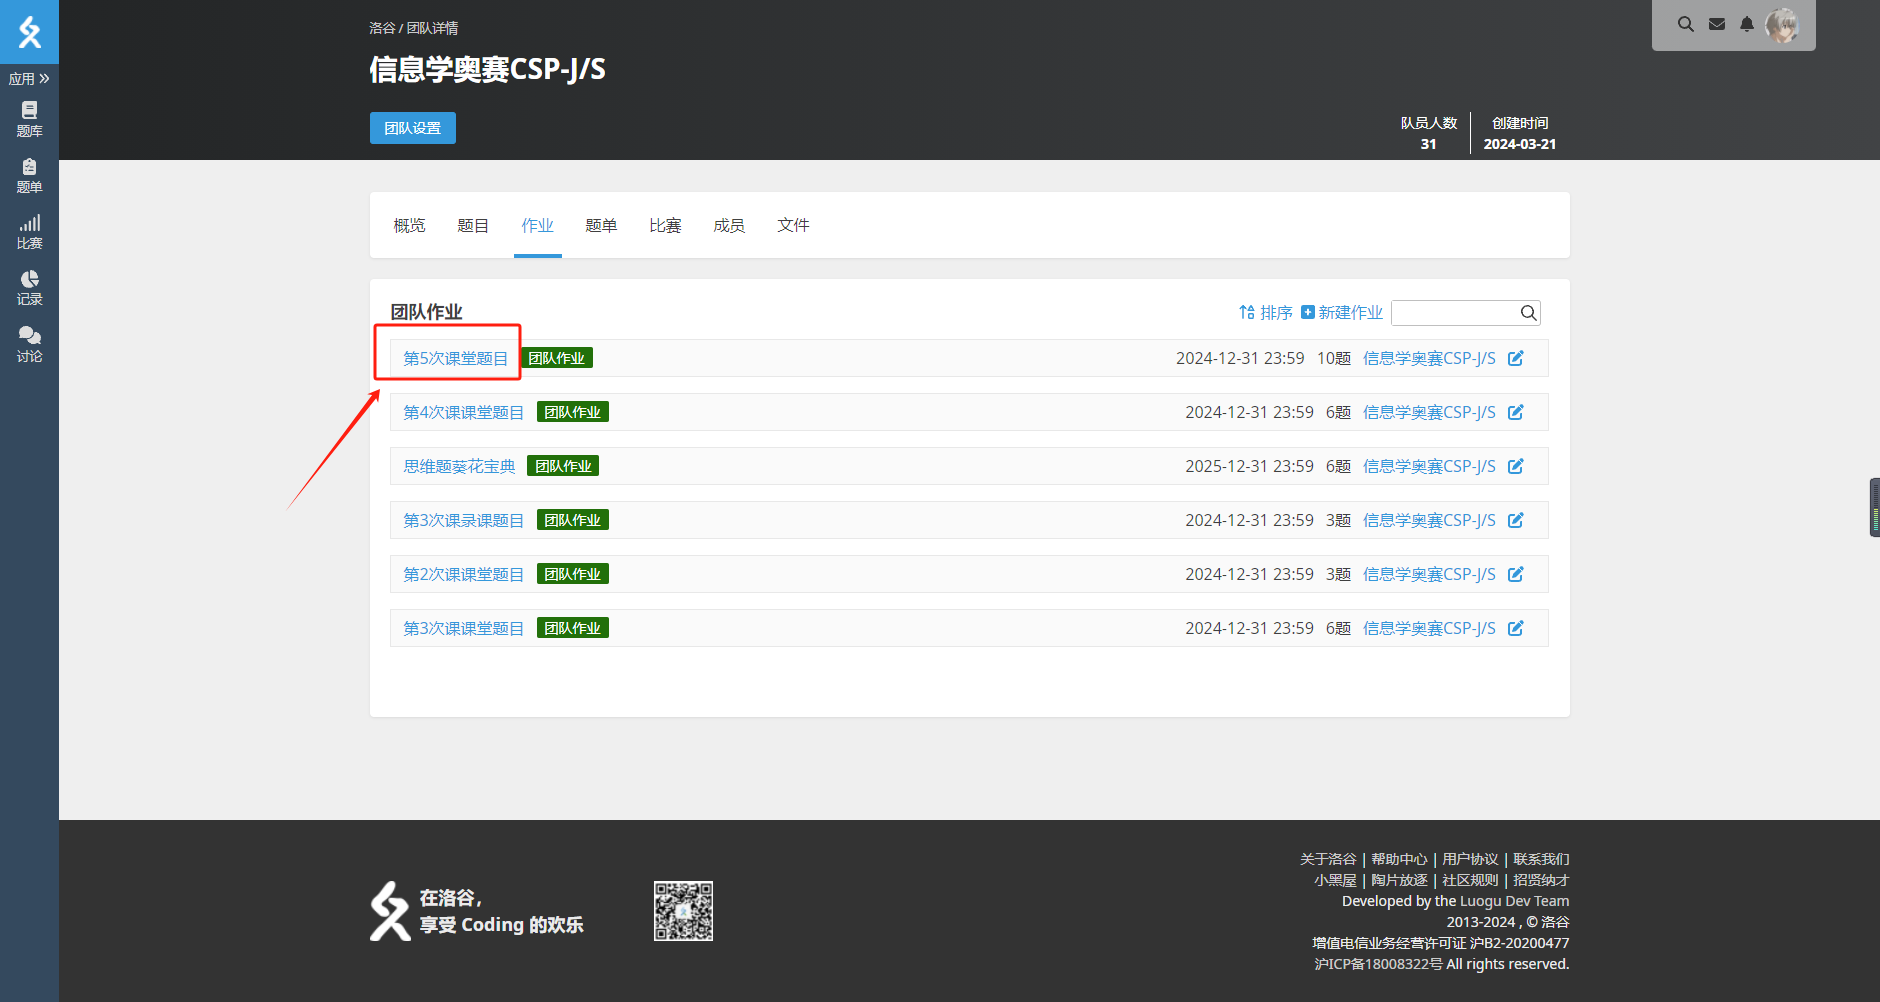 洛谷 / 团队详情
信息学奥赛CSP-J/S
团队设置
队员人数
31
创建时间
2024-03-21
应用
题库
题单
比赛
记录
讨论
概览 题目 作业 题单 比赛 成员 文件
团队作业 排序 新建作业
第5次课堂题目 团队作业 2024-12-31 23:59 10题 信息学奥赛CSP-J/S
第4次课课堂题目 团队作业 2024-12-31 23:59 6题 信息学奥赛CSP-J/S
思维题葵花宝典 团队作业 2025-12-31 23:59 6题 信息学奥赛CSP-J/S
第3次课录课题目 团队作业 2024-12-31 23:59 3题 信息学奥赛CSP-J/S
第2次课课堂题目 团队作业 2024-12-31 23:59 3题 信息学奥赛CSP-J/S
第3次课课堂题目 团队作业 2024-12-31 23:59 6题 信息学奥赛CSP-J/S
在洛谷，
享受 Coding 的欢乐
关于洛谷 | 帮助中心 | 用户协议 | 联系我们
小黑屋 | 陶片放逐 | 社区规则 | 招贤纳才
Developed by the Luogu Dev Team
2013-2024 , © 洛谷
增值电信业务经营许可证 沪B2-20200477
沪ICP备18008322号 All rights reserved.